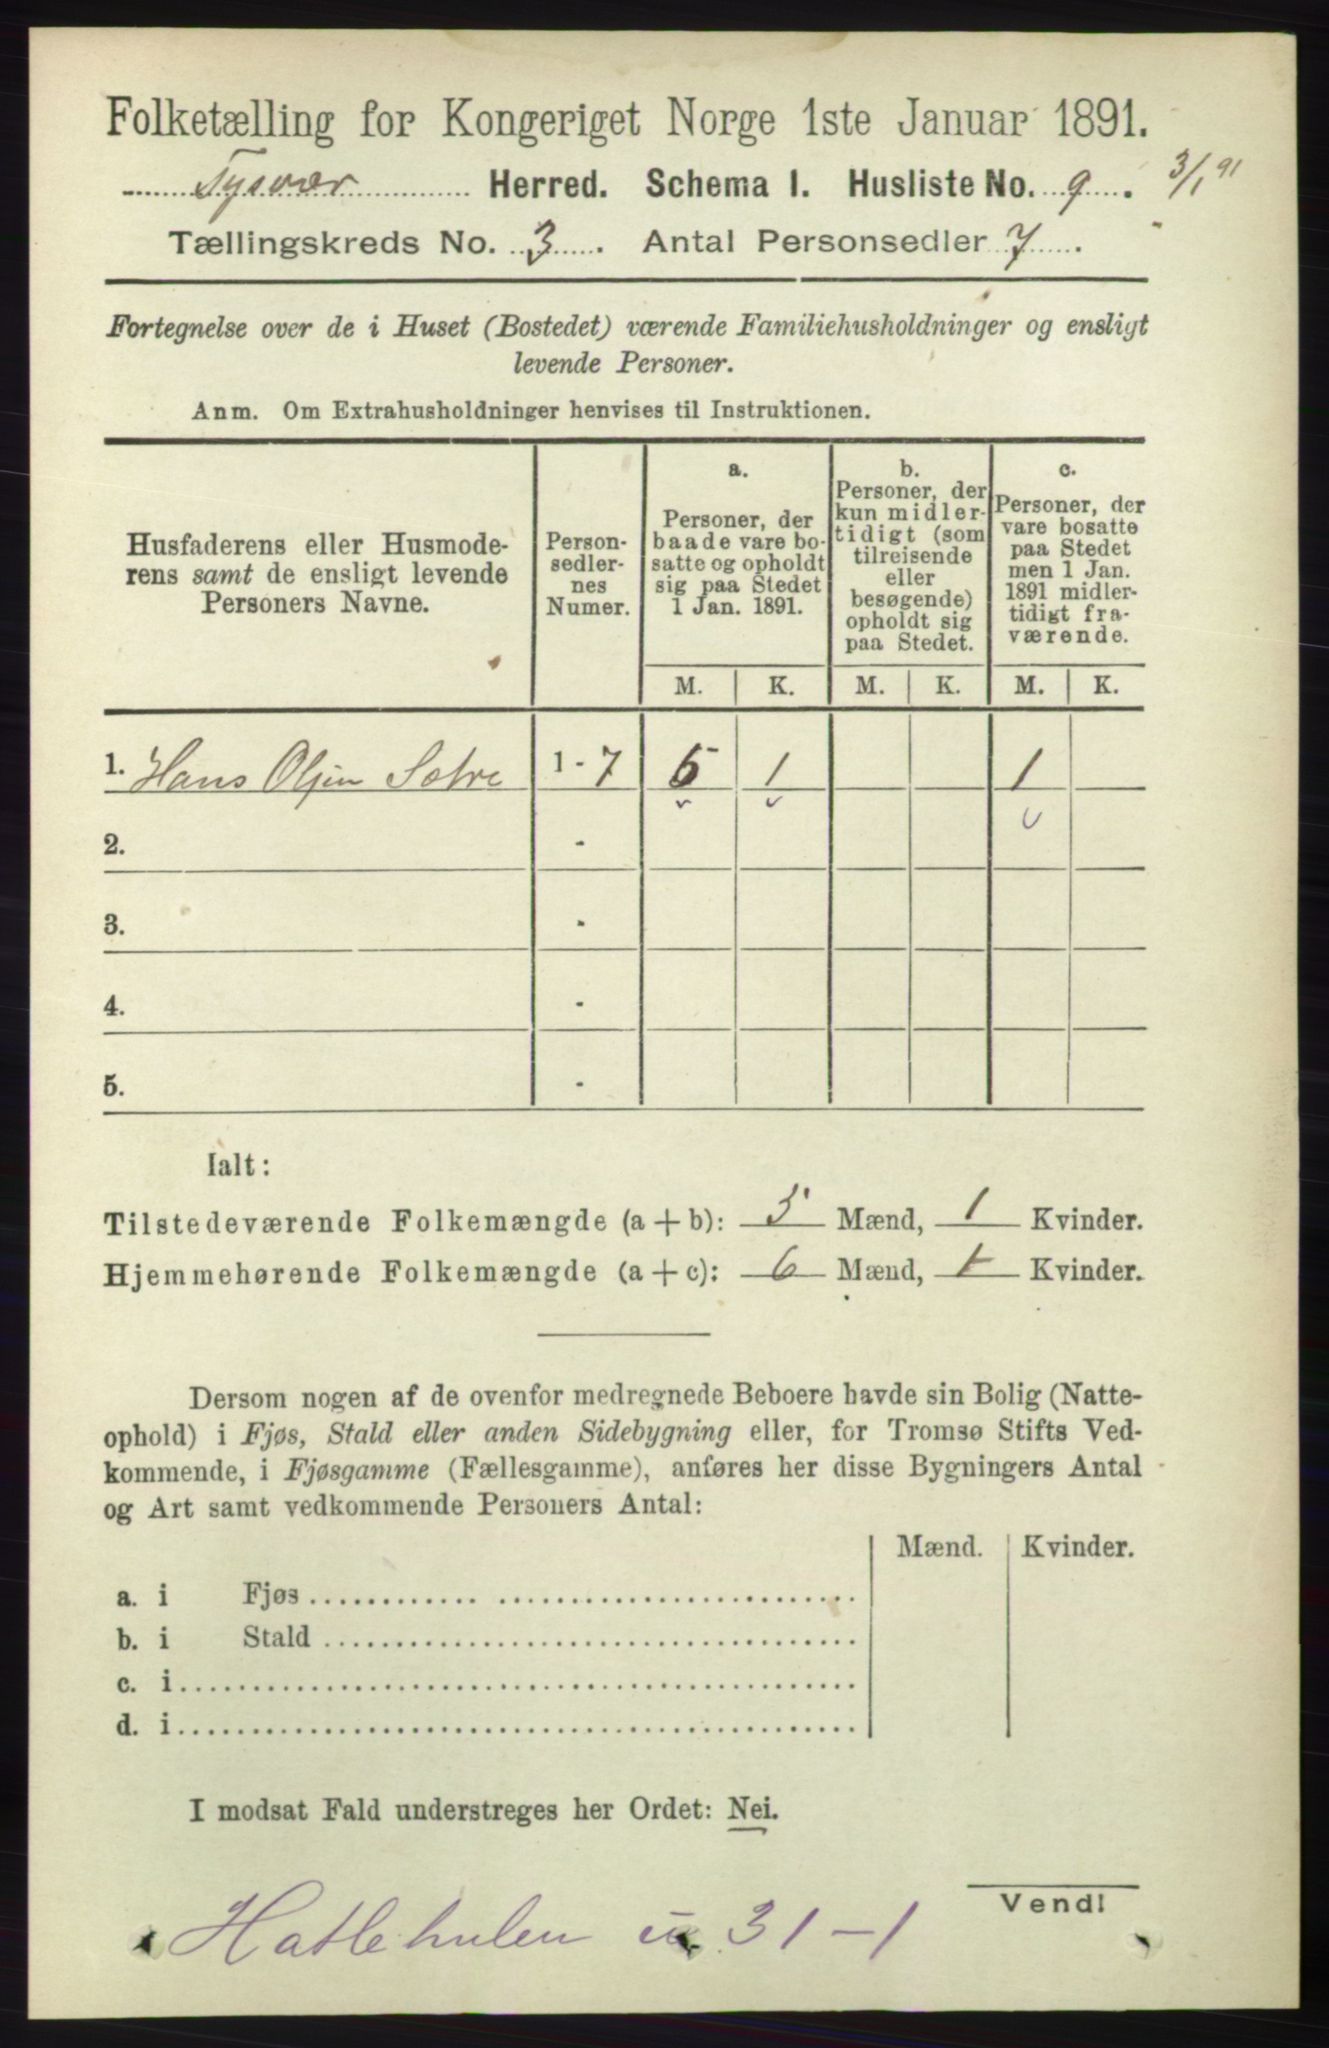 Folketælling for Kongeriget Norge 1ste Januar 1891.
Tysvær Herred. Schema I. Husliste No. 9. 3/1 91
Tællingskreds No. 3. Antal Personsedler 7.
Fortegnelse over de i Huset (Bostedet) værende Familiehusholdninger og ensligt
levende Personer.
Anm. Om Extrahusholdninger henvises til Instruktionen.
Husfaderens eller Husmode-
rens samt de ensligt levende
Personers Navne.
Person-
sedler-
nes
Numer.
a.
Personer, der
baade vare bo-
satte og opholdt
sig paa Stedet
1 Jan. 1891.
b.
Personer, der
kun midler-
tidigt (som
tilreisende
eller
besøgende)
opholdt sig
paa Stedet.
c.
Personer, der
vare bosatte
paa Stedet
men 1 Jan.
1891 midler-
tidigt fra-
værende.
M. K. M. K. M. K.
1. Hans Oljin Sætre 1 - 7 5 1 1
2. -
3. -
4. -
5. -
Ialt:
Tilstedeværende Folkemængde (a + b): 5 Mænd, 1 Kvinder.
Hjemmehørende Folkemængde (a + c): 6 Mænd, 1 Kvinder.
Dersom nogen af de ovenfor medregnede Beboere havde sin Bolig (Natte-
ophold) i Fjøs, Stald eller anden Sidebygning eller, for Tromsø Stifts Ved-
kommende, i Fjøsgamme (Fællesgamme), anføres her disse Bygningers Antal
og Art samt vedkommende Personers Antal:
Mænd. Kvinder.
a. i Fjøs
b. i Stald
c. i
d. i
I modsat Fald understreges her Ordet: Nei.
Vend!
Hatlehulen u 31-1